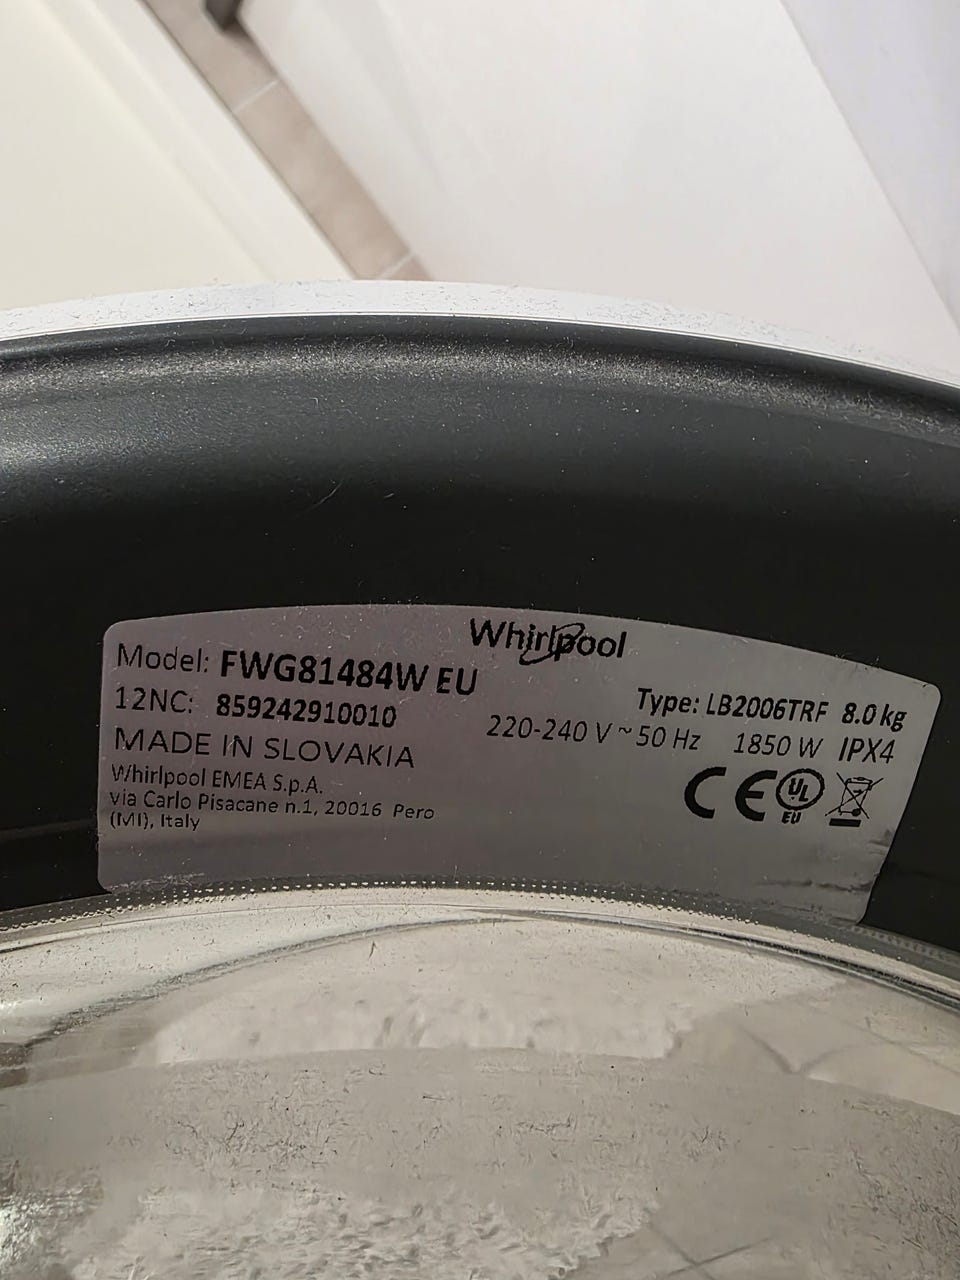 Whirlpool
Model: FWG81484W EU
12NC: 859242910010
MADE IN SLOVAKIA
Whirlpool EMEA S.p.A.
via Carlo Pisacane n.1, 20016 Pero
(MI), Italy
Type: LB2006TRF 8.0 kg
220-240 V ~ 50 Hz 1850 W IPX4
CE UL
EU